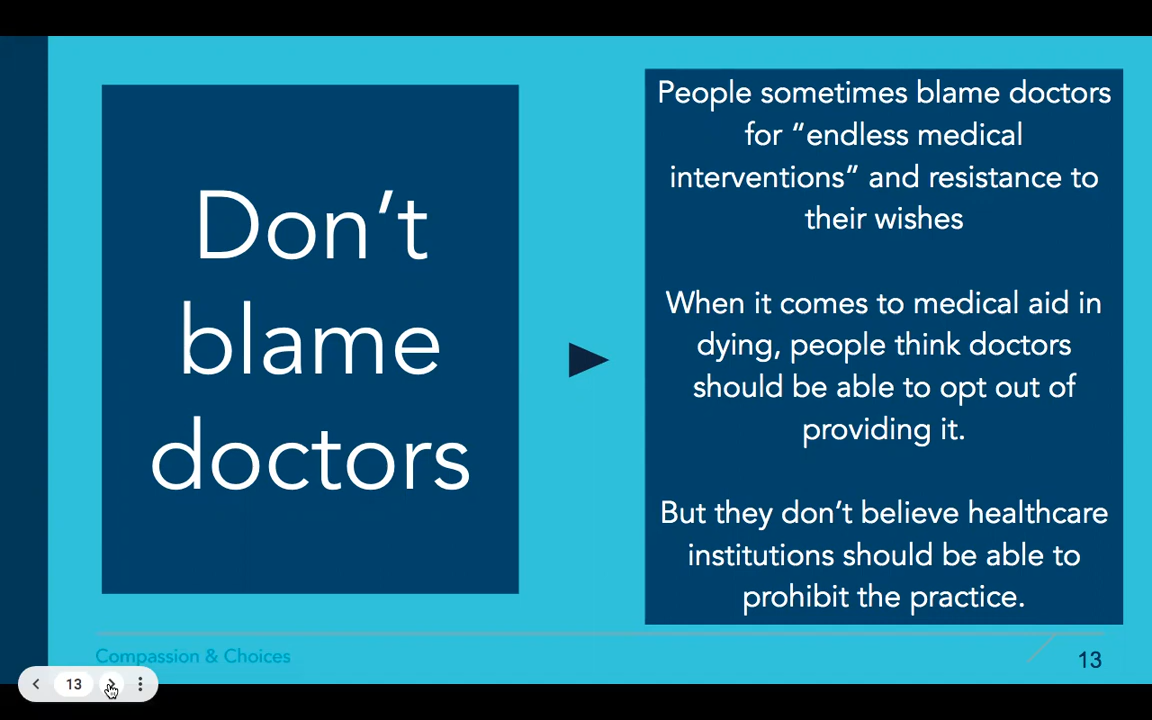 Don’t
blame
doctors
People sometimes blame doctors
for “endless medical
interventions” and resistance to
their wishes
When it comes to medical aid in
dying, people think doctors
should be able to opt out of
providing it.
But they don’t believe healthcare
institutions should be able to
prohibit the practice.
Compassion & Choices
13
13